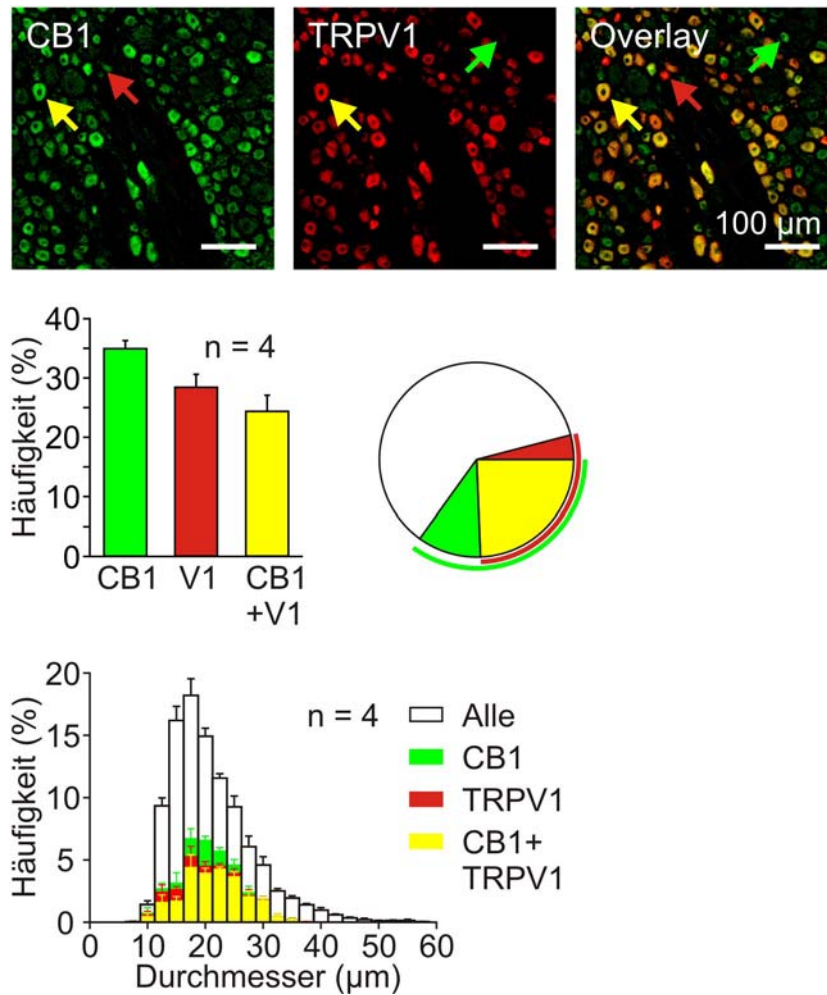 CB1
TRPV1
Overlay
100 µm
Häufigkeit (%)
40
30
20
10
0
n = 4
CB1
V1
CB1
+V1
Häufigkeit (%)
20
15
10
5
0
n = 4
Alle
CB1
TRPV1
CB1+
TRPV1
0 10 20 30 40 50 60
Durchmesser (µm)